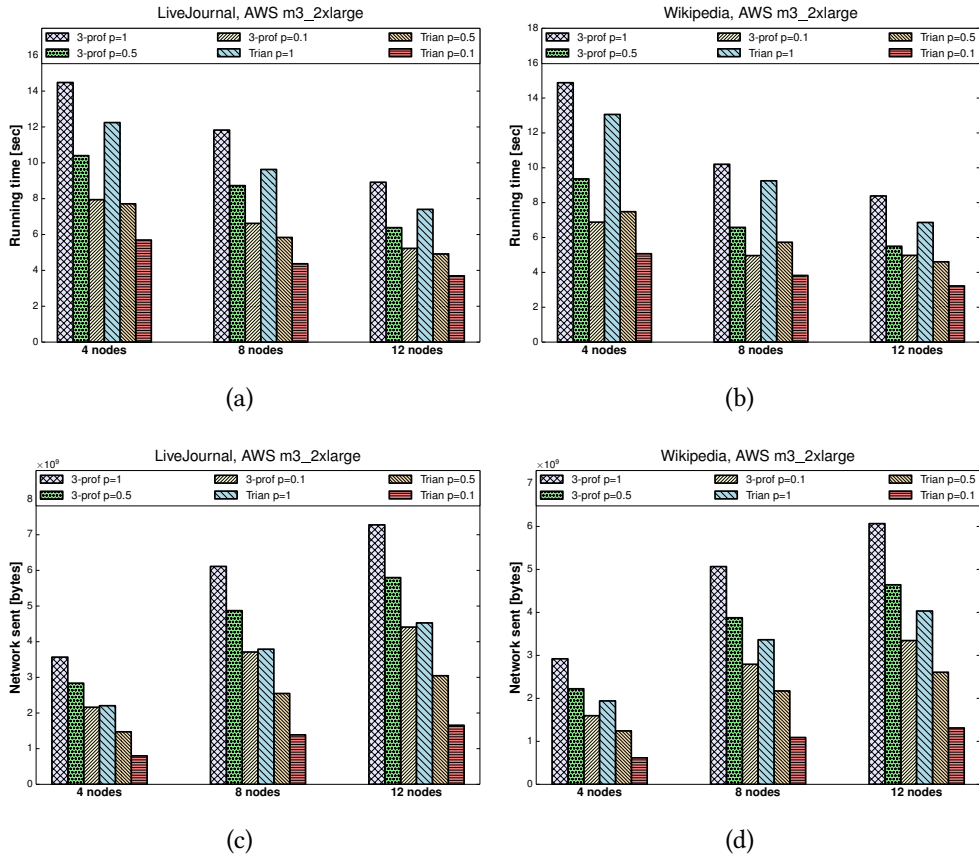 LiveJournal, AWS m3_2xlarge
3-prof p=1
3-prof p=0.1
Trian p=0.5
3-prof p=0.5
Trian p=1
Trian p=0.1
16
14
12
10
8
6
4
2
0
Running time [sec]
4 nodes
8 nodes
12 nodes
(a)
Wikipedia, AWS m3_2xlarge
18
3-prof p=1
3-prof p=0.1
Trian p=0.5
3-prof p=0.5
Trian p=1
Trian p=0.1
16
14
12
10
8
6
4
2
0
Running time [sec]
4 nodes
8 nodes
12 nodes
(b)
LiveJournal, AWS m3_2xlarge
×10⁹
3-prof p=1
3-prof p=0.1
Trian p=0.5
3-prof p=0.5
Trian p=1
Trian p=0.1
8
7
6
5
4
3
2
1
0
Network sent [bytes]
4 nodes
8 nodes
12 nodes
(c)
Wikipedia, AWS m3_2xlarge
×10⁹
7
3-prof p=1
3-prof p=0.1
Trian p=0.5
3-prof p=0.5
Trian p=1
Trian p=0.1
6
5
4
3
2
1
0
Network sent [bytes]
4 nodes
8 nodes
12 nodes
(d)